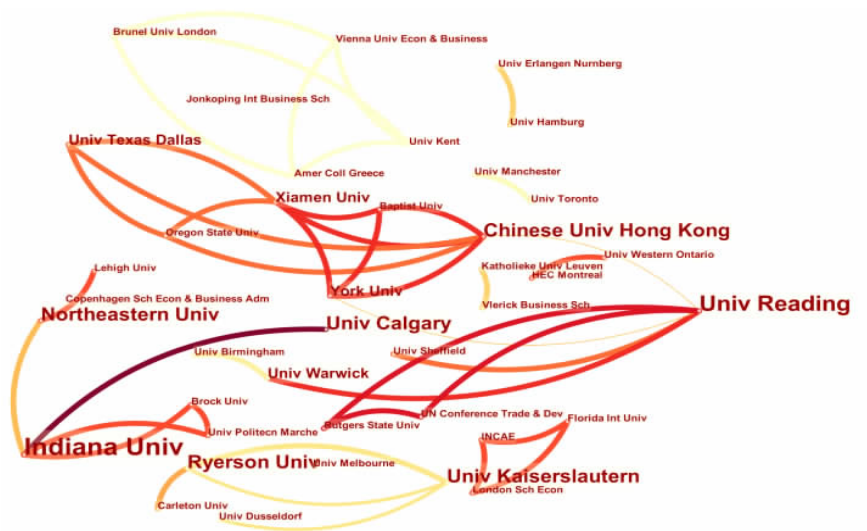 Brunel Univ London
Vienna Univ Econ & Business
Univ Erlangen Nurnberg
Jonkoping Int Business Sch
Univ Hamburg
Univ Texas Dallas
Univ Kent
Amer Coll Greece
Univ Manchester
Xiamen Univ
Baptist Univ
Univ Toronto
Oregon State Univ
Chinese Univ Hong Kong
Univ Western Ontario
Lehigh Univ
Katholieke Univ Leuven
HEC Montreal
York Univ
Copenhagen Sch Econ & Business Adm
Vlerick Business Sch
Univ Reading
Northeastern Univ
Univ Calgary
Univ Birmingham
Univ Sheffield
Univ Warwick
Brock Univ
UN Conference Trade & Dev
Florida Int Univ
Rutgers State Univ
Univ Politecn Marche
INCAE
Indiana Univ
Ryerson Univ
Univ Melbourne
Univ Kaiserslautern
London Sch Econ
Carleton Univ
Univ Dusseldorf